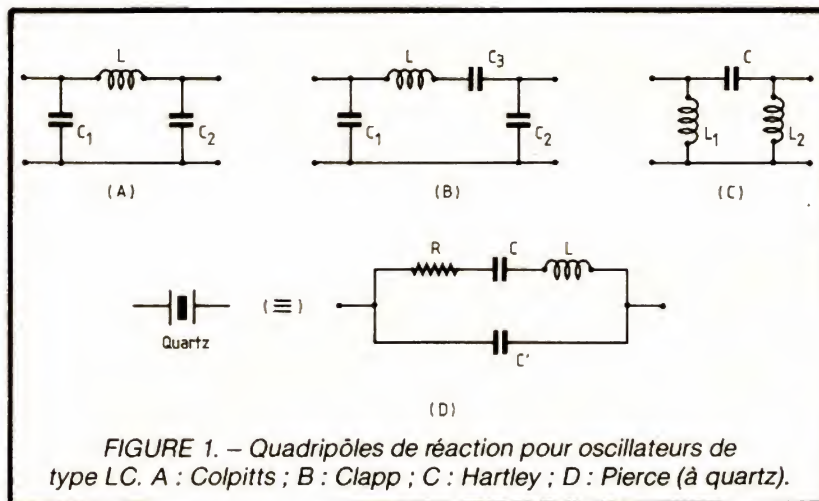 L
C1
C2
(A)
L
C3
C1
C2
(B)
C
L1
L2
(C)
Quartz
(≡)
R
C
L
C'
(D)
FIGURE 1. – Quadripôles de réaction pour oscillateurs de
type LC. A : Colpitts ; B : Clapp ; C : Hartley ; D : Pierce (à quartz).